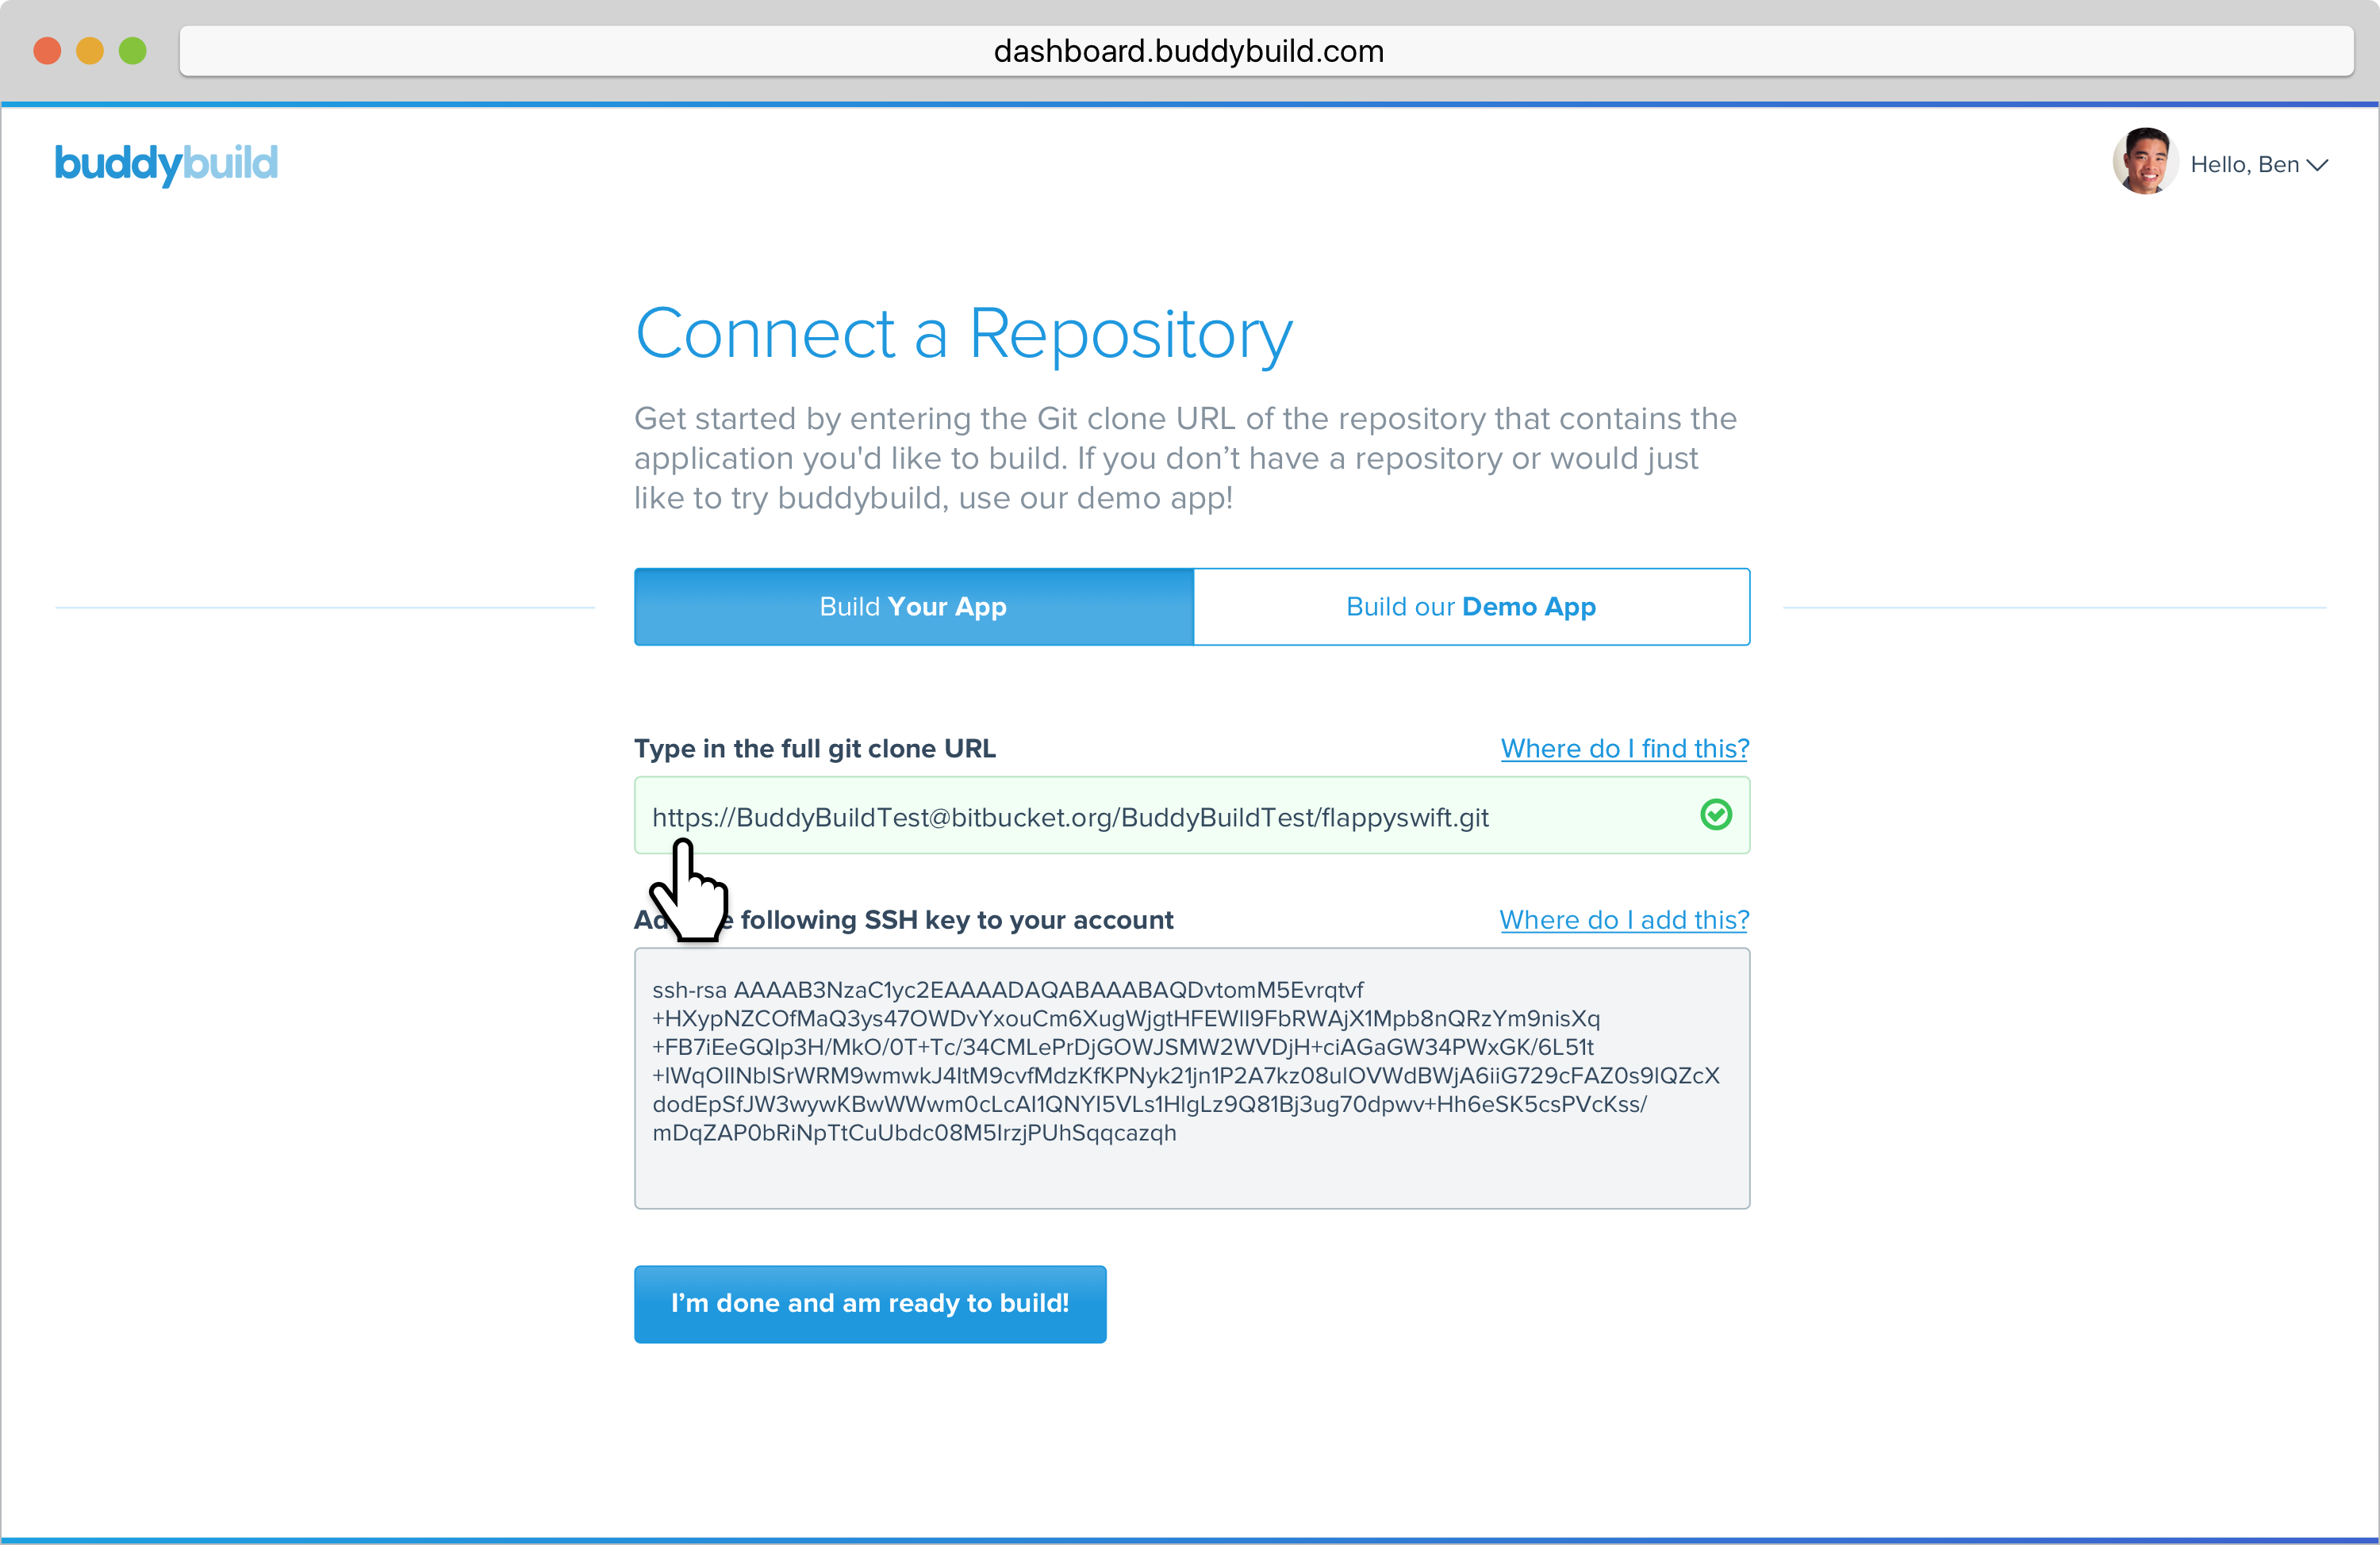 dashboard.buddybuild.com
buddybuild
Hello, Ben
Connect a Repository
Get started by entering the Git clone URL of the repository that contains the
application you'd like to build. If you don’t have a repository or would just
like to try buddybuild, use our demo app!
Build Your App
Build our Demo App
Type in the full git clone URL
Where do I find this?
https://BuddyBuildTest@bitbucket.org/BuddyBuildTest/flappyswift.git
following SSH key to your account
Where do I add this?
ssh-rsa AAAAB3NzaC1yc2EAAAADAQABAAABAQDvtomM5Evrqtvf
+HXypNZCOfMaQ3ys47OWDvYxouCm6XugWjgtHFEWlI9FbRWAjX1Mpb8nQRzYm9nisXq
+FB7iEeGQIp3H/MkO/0T+Tc/34CMLePrDjGOWJSMW2WVDjH+ciAGaGW34PWxGK/6L51t
+IWqOIINblSrWRM9wmwkJ4ItM9cvfMdzKfKPNyk21jn1P2A7kz08ulOVWdBWjA6iiG729cFAZ0s9lQZcX
dodEpSfJW3wywKBwWWwm0cLcAl1QNYI5VLs1HlgLz9Q81Bj3ug70dpwv+Hh6eSK5csPVcKss/
mDqZAP0bRiNpTtCuUbdc08M5IrzjPUhSqqcazqh
I’m done and am ready to build!